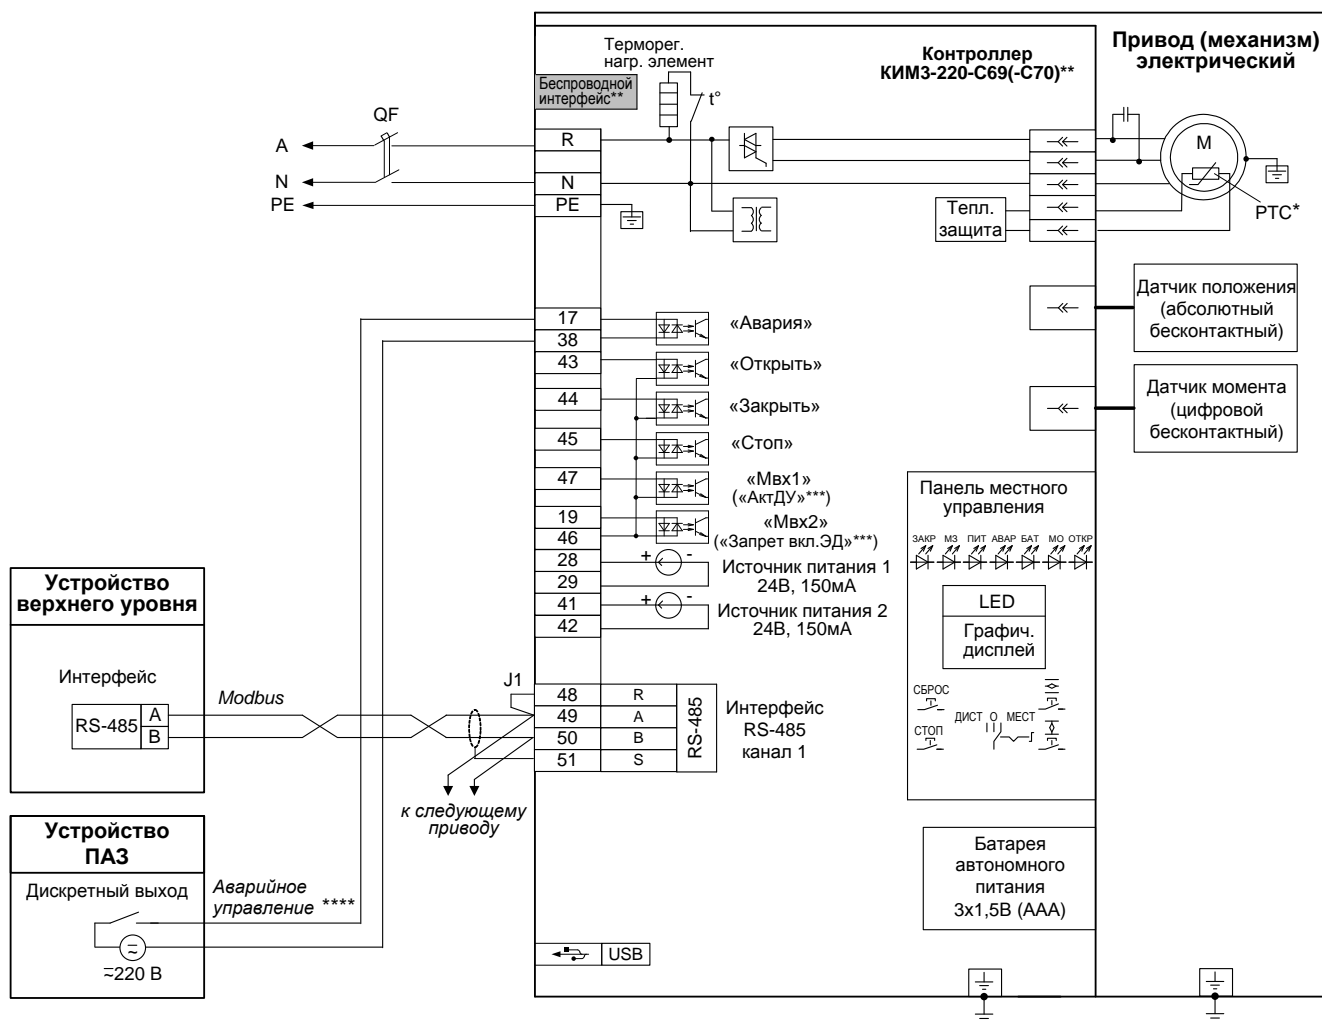 Терморег.
нагр. элемент
Контроллер
КИМ3-220-С69(-С70)**
Привод (механизм)
электрический
Беспроводной
интерфейс**
t°
QF
A
N
PE
R
N
PE
M
PTC*
Тепл.
защита
Датчик положения
(абсолютный
бесконтактный)
Датчик момента
(цифровой
бесконтактный)
17
38
43
44
45
47
19
46
28
29
41
42
«Авария»
«Открыть»
«Закрыть»
«Стоп»
«Мвх1»
(«АктДУ»***)
«Мвх2»
(«Запрет вкл.ЭД»***)
+ -
Источник питания 1
24В, 150мА
+ -
Источник питания 2
24В, 150мА
Панель местного
управления
ЗАКР МЗ ПИТ АВАР БАТ МО ОТКР
LED
Графич.
дисплей
СБРОС
СТОП
ДИСТ О МЕСТ
Устройство
верхнего уровня
Интерфейс
RS-485
A
B
Modbus
J1
48 R
49 A
50 B
51 S
RS-485
Интерфейс
RS-485
канал 1
к следующему
приводу
Устройство
ПАЗ
Дискретный выход
≂220 В
Аварийное
управление ****
Батарея
автономного
питания
3х1,5В (ААА)
USB